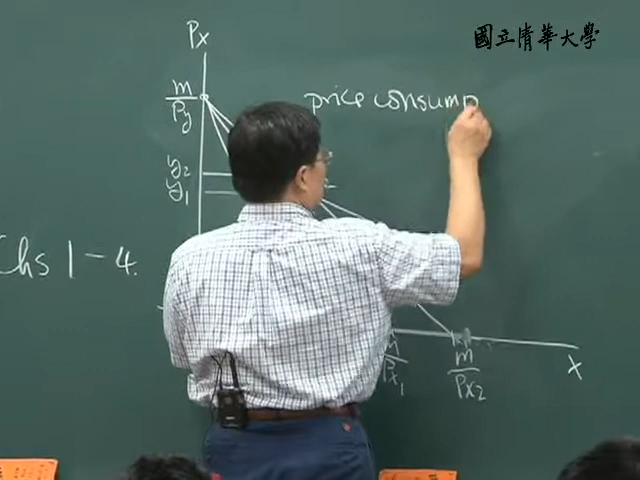 國立清華大學
Px
m
Py
price consump
y2
y1
Chs 1-4.
m
Px1
m
Px2
x